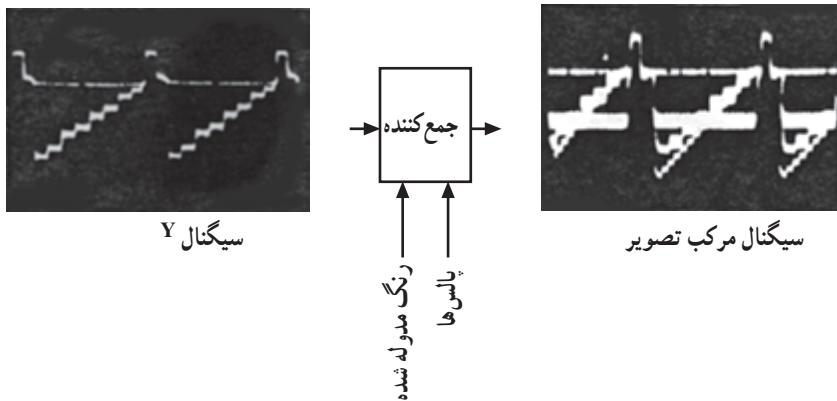 جمع‌کننده
سیگنال مرکب تصویر
سیگنال Y
پالس‌ها
رنگ مدوله شده